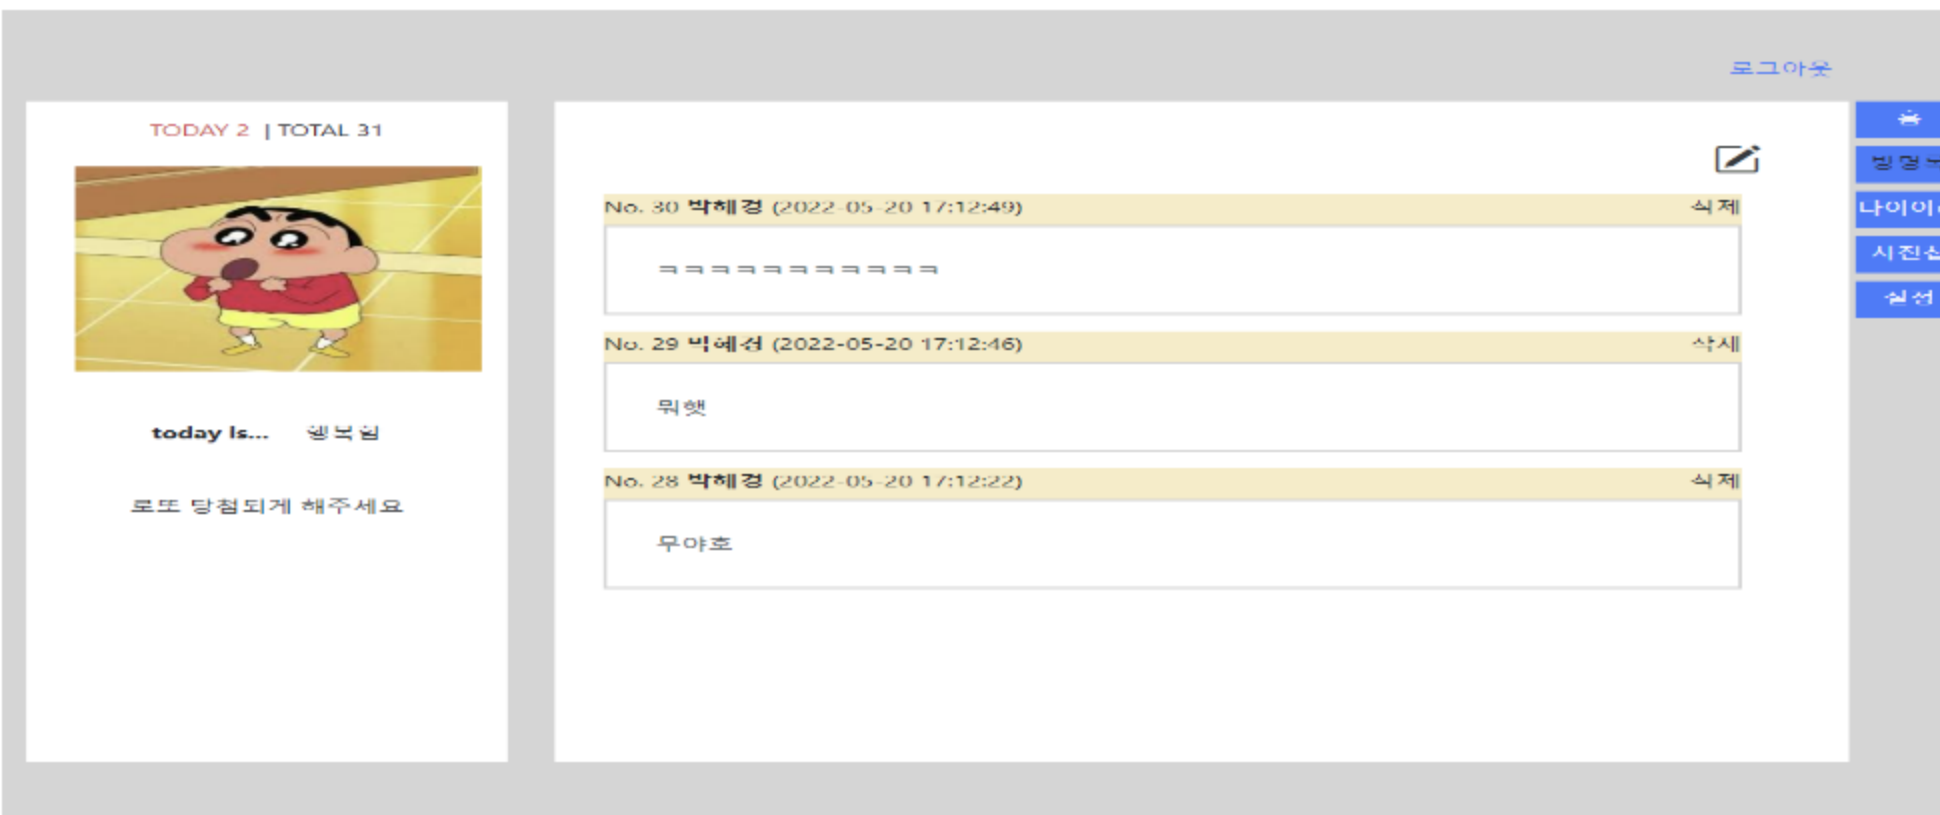 로그아웃
TODAY 2 | TOTAL 31
today is... 행복함
로또 당첨되게 해주세요
No. 30 박혜경 (2022-05-20 17:12:49) 삭제
ㅋㅋㅋㅋㅋㅋㅋㅋㅋㅋㅋ
No. 29 박혜경 (2022-05-20 17:12:46) 삭제
뭐햇
No. 28 박혜경 (2022-05-20 17:12:22) 삭제
무야호
홈
설정